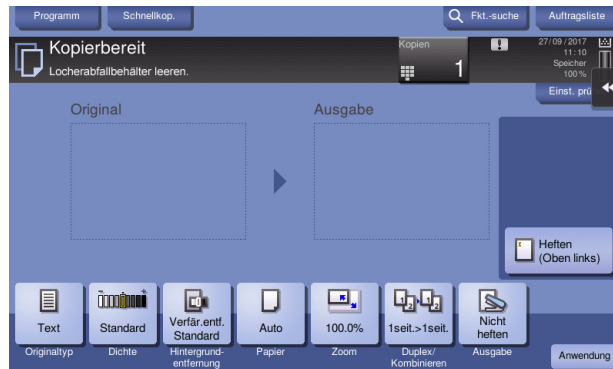 Programm
Schnellkop.
Fkt.-suche
Auftragsliste
Kopierbereit
Locherabfallbehälter leeren.
Kopien
1
27/09/2017
11:10
Speicher
100%
Einst. prü
Original
Ausgabe
Heften
(Oben links)
Text
Standard
Verfär.entf.
Standard
Auto
100.0%
1seit.>1seit.
Nicht
heften
Originaltyp
Dichte
Hintergrund-
entfernung
Papier
Zoom
Duplex/
Kombinieren
Ausgabe
Anwendung